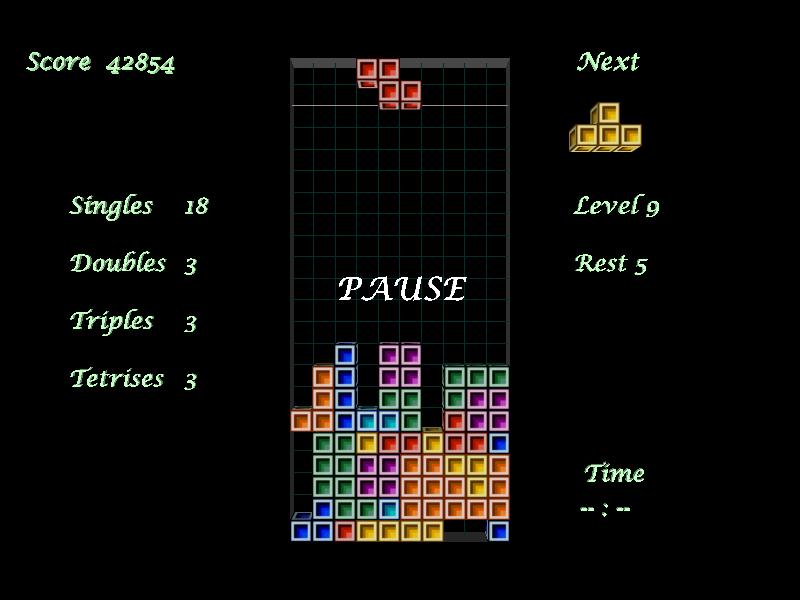 Score 42854
Next
Singles 18
Level 9
Doubles 3
Rest 5
PAUSE
Triples 3
Tetrises 3
Time
-- : --